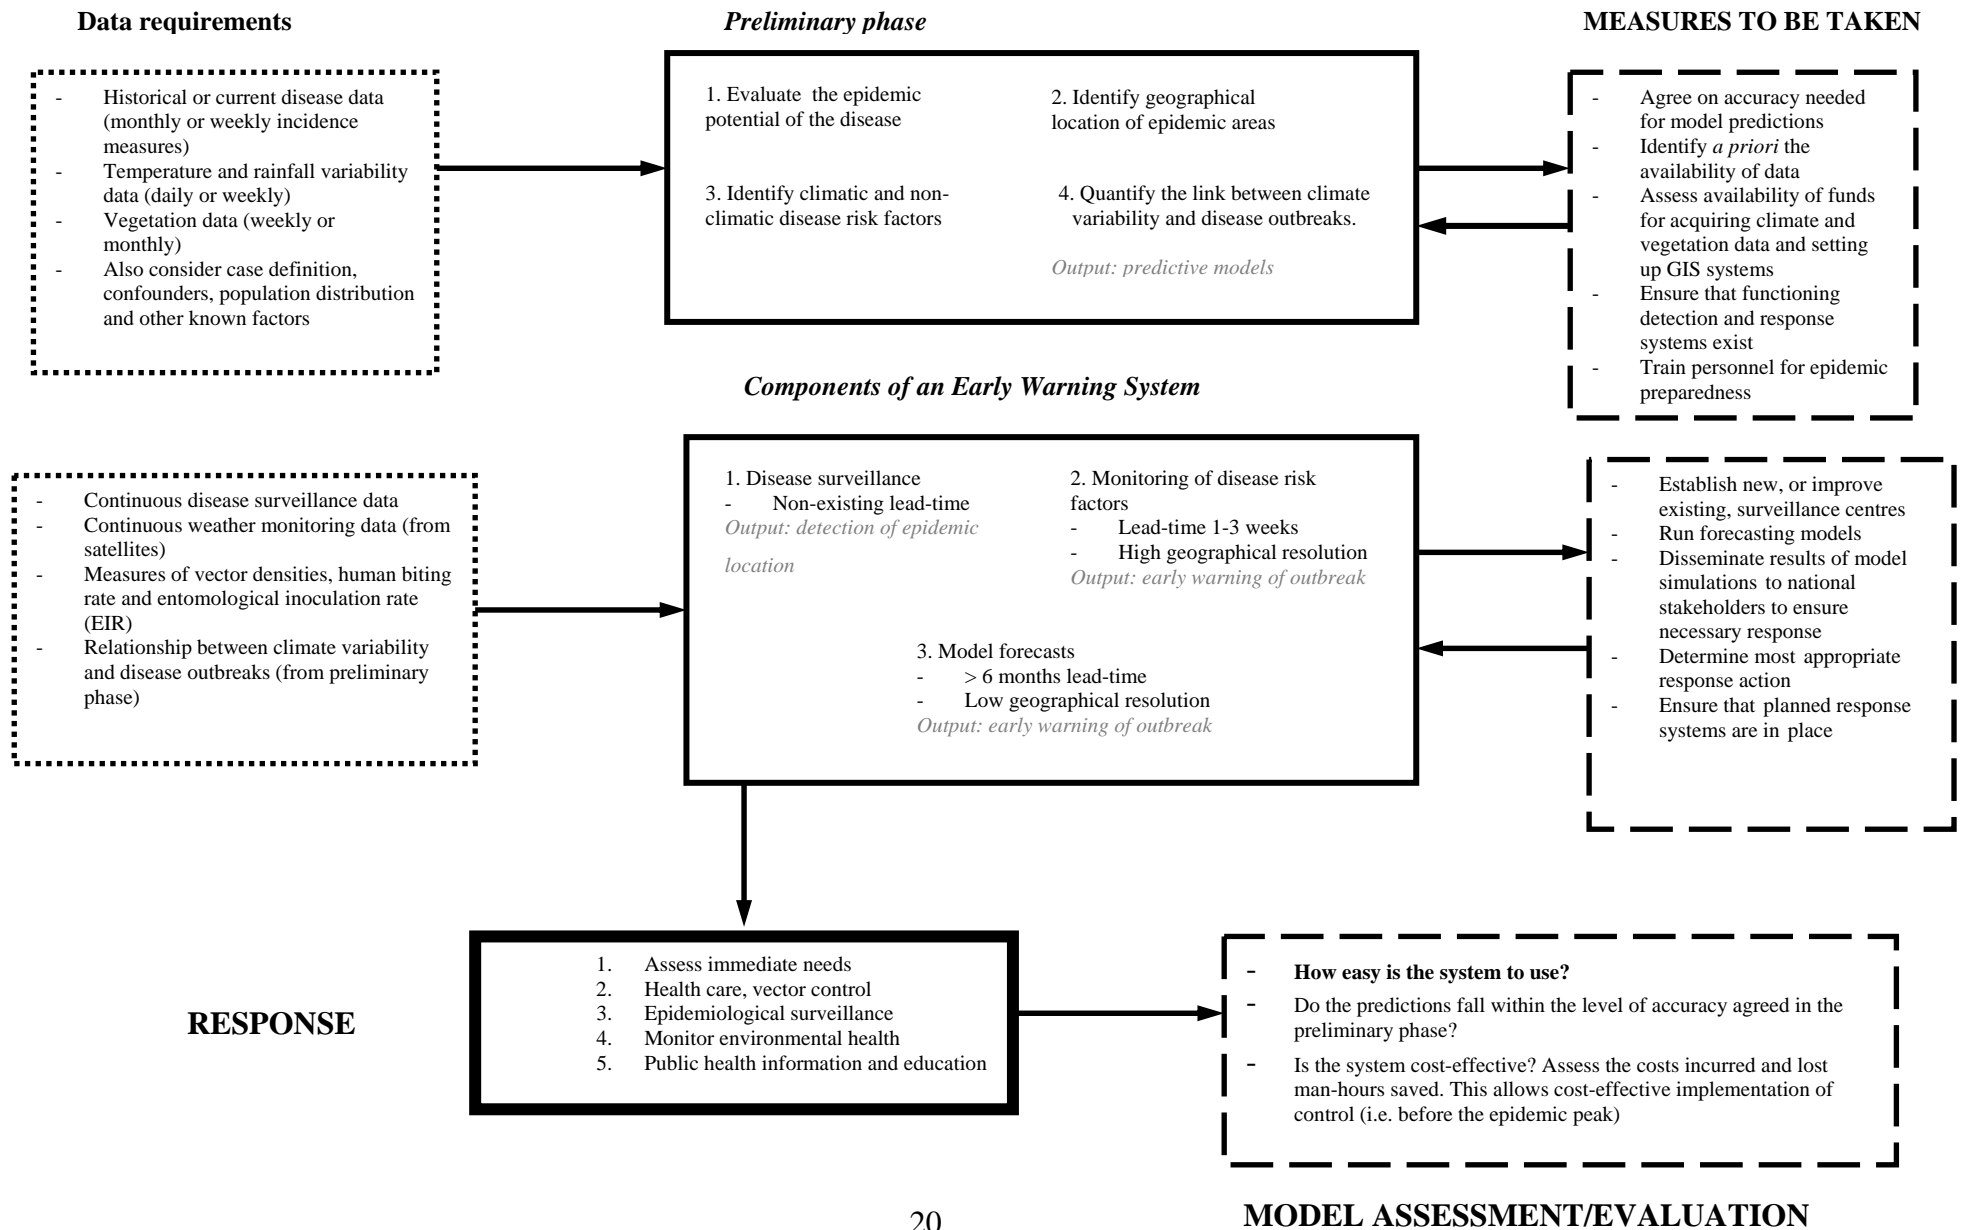 Data requirements
Preliminary phase
MEASURES TO BE TAKEN
- Historical or current disease data
(monthly or weekly incidence
measures)
- Temperature and rainfall variability
data (daily or weekly)
- Vegetation data (weekly or
monthly)
- Also consider case definition,
confounders, population distribution
and other known factors
1. Evaluate the epidemic
potential of the disease
2. Identify geographical
location of epidemic areas
3. Identify climatic and non-
climatic disease risk factors
4. Quantify the link between climate
variability and disease outbreaks.
Output: predictive models
- Agree on accuracy needed
for model predictions
- Identify a priori the
availability of data
- Assess availability of funds
for acquiring climate and
vegetation data and setting
up GIS systems
- Ensure that functioning
detection and response
systems exist
- Train personnel for epidemic
preparedness
Components of an Early Warning System
- Continuous disease surveillance data
- Continuous weather monitoring data (from
satellites)
- Measures of vector densities, human biting
rate and entomological inoculation rate
(EIR)
- Relationship between climate variability
and disease outbreaks (from preliminary
phase)
1. Disease surveillance
- Non-existing lead-time
Output: detection of epidemic
location
2. Monitoring of disease risk
factors
- Lead-time 1-3 weeks
- High geographical resolution
Output: early warning of outbreak
3. Model forecasts
- > 6 months lead-time
- Low geographical resolution
Output: early warning of outbreak
- Establish new, or improve
existing, surveillance centres
- Run forecasting models
- Disseminate results of model
simulations to national
stakeholders to ensure
necessary response
- Determine most appropriate
response action
- Ensure that planned response
systems are in place
RESPONSE
1. Assess immediate needs
2. Health care, vector control
3. Epidemiological surveillance
4. Monitor environmental health
5. Public health information and education
- How easy is the system to use?
- Do the predictions fall within the level of accuracy agreed in the
preliminary phase?
- Is the system cost-effective? Assess the costs incurred and lost
man-hours saved. This allows cost-effective implementation of
control (i.e. before the epidemic peak)
20
MODEL ASSESSMENT/EVALUATION